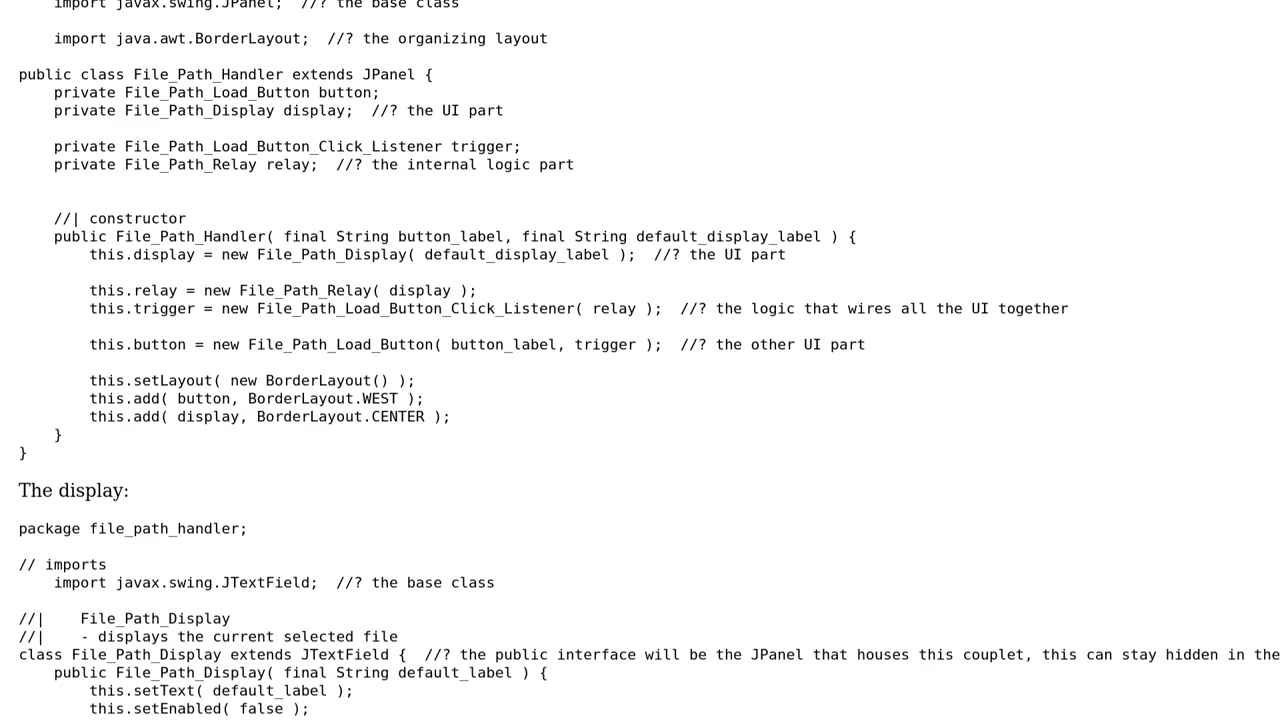 import javax.swing.JPanel;  //? the base class
    import java.awt.BorderLayout;  //? the organizing layout
public class File_Path_Handler extends JPanel {
    private File_Path_Load_Button button;
    private File_Path_Display display;  //? the UI part
    private File_Path_Load_Button_Click_Listener trigger;
    private File_Path_Relay relay;  //? the internal logic part
    //| constructor
    public File_Path_Handler( final String button_label, final String default_display_label ) {
        this.display = new File_Path_Display( default_display_label );  //? the UI part
        this.relay = new File_Path_Relay( display );
        this.trigger = new File_Path_Load_Button_Click_Listener( relay );  //? the logic that wires all the UI together
        this.button = new File_Path_Load_Button( button_label, trigger );  //? the other UI part
        this.setLayout( new BorderLayout() );
        this.add( button, BorderLayout.WEST );
        this.add( display, BorderLayout.CENTER );
    }
}
The display:
package file_path_handler;
// imports
    import javax.swing.JTextField;  //? the base class
//|    File_Path_Display
//|    - displays the current selected file
class File_Path_Display extends JTextField {  //? the public interface will be the JPanel that houses this couplet, this can stay hidden in the
    public File_Path_Display( final String default_label ) {
        this.setText( default_label );
        this.setEnabled( false );